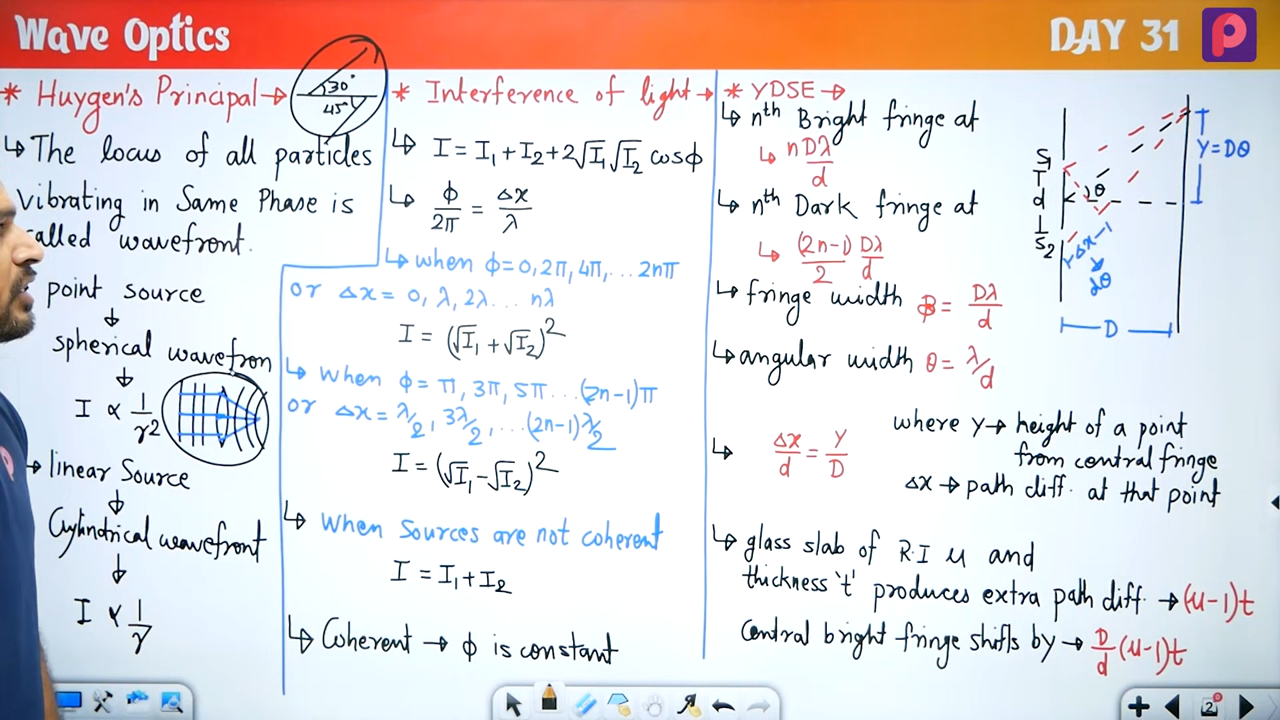 Wave Optics
DAY 31
* Huygen's Principal→
30°
45°
↳ The locus of all particles
vibrating in Same Phase is
called wavefront.
point source
↓
spherical wavefron
↓
I ∝ 1/r2
→ linear Source
↓
Cylindrical wavefront
↓
I ∝ 1/r
* Interference of light→
↳ I = I1 + I2 + 2√I1 √I2 cosϕ
↳ ϕ/2π = Δx/λ
↳ when ϕ = 0, 2π, 4π, ... 2nπ
or Δx = 0, λ, 2λ ... nλ
I = (√I1 + √I2)2
↳ when ϕ = π, 3π, 5π ... (2n-1)π
or Δx = λ/2, 3λ/2, ... (2n-1)λ/2
I = (√I1 - √I2)2
↳ When Sources are not coherent
I = I1 + I2
↳ Coherent → ϕ is constant
* YDSE →
↳ nth Bright fringe at
↳ nDλ/d
↳ nth Dark fringe at
↳ (2n-1)/2 Dλ/d
↳ fringe width β = Dλ/d
↳ angular width θ = λ/d
↳ Δx/d = Y/D
S1
d
S2
θ
Y = Dθ
Δx-1
dθ
D
where Y → height of a point
from central fringe
Δx → path diff. at that point
↳ glass slab of R.I μ and
thickness 't' produces extra path diff. → (μ-1)t
Central bright fringe shifts by → D/d (μ-1)t
2